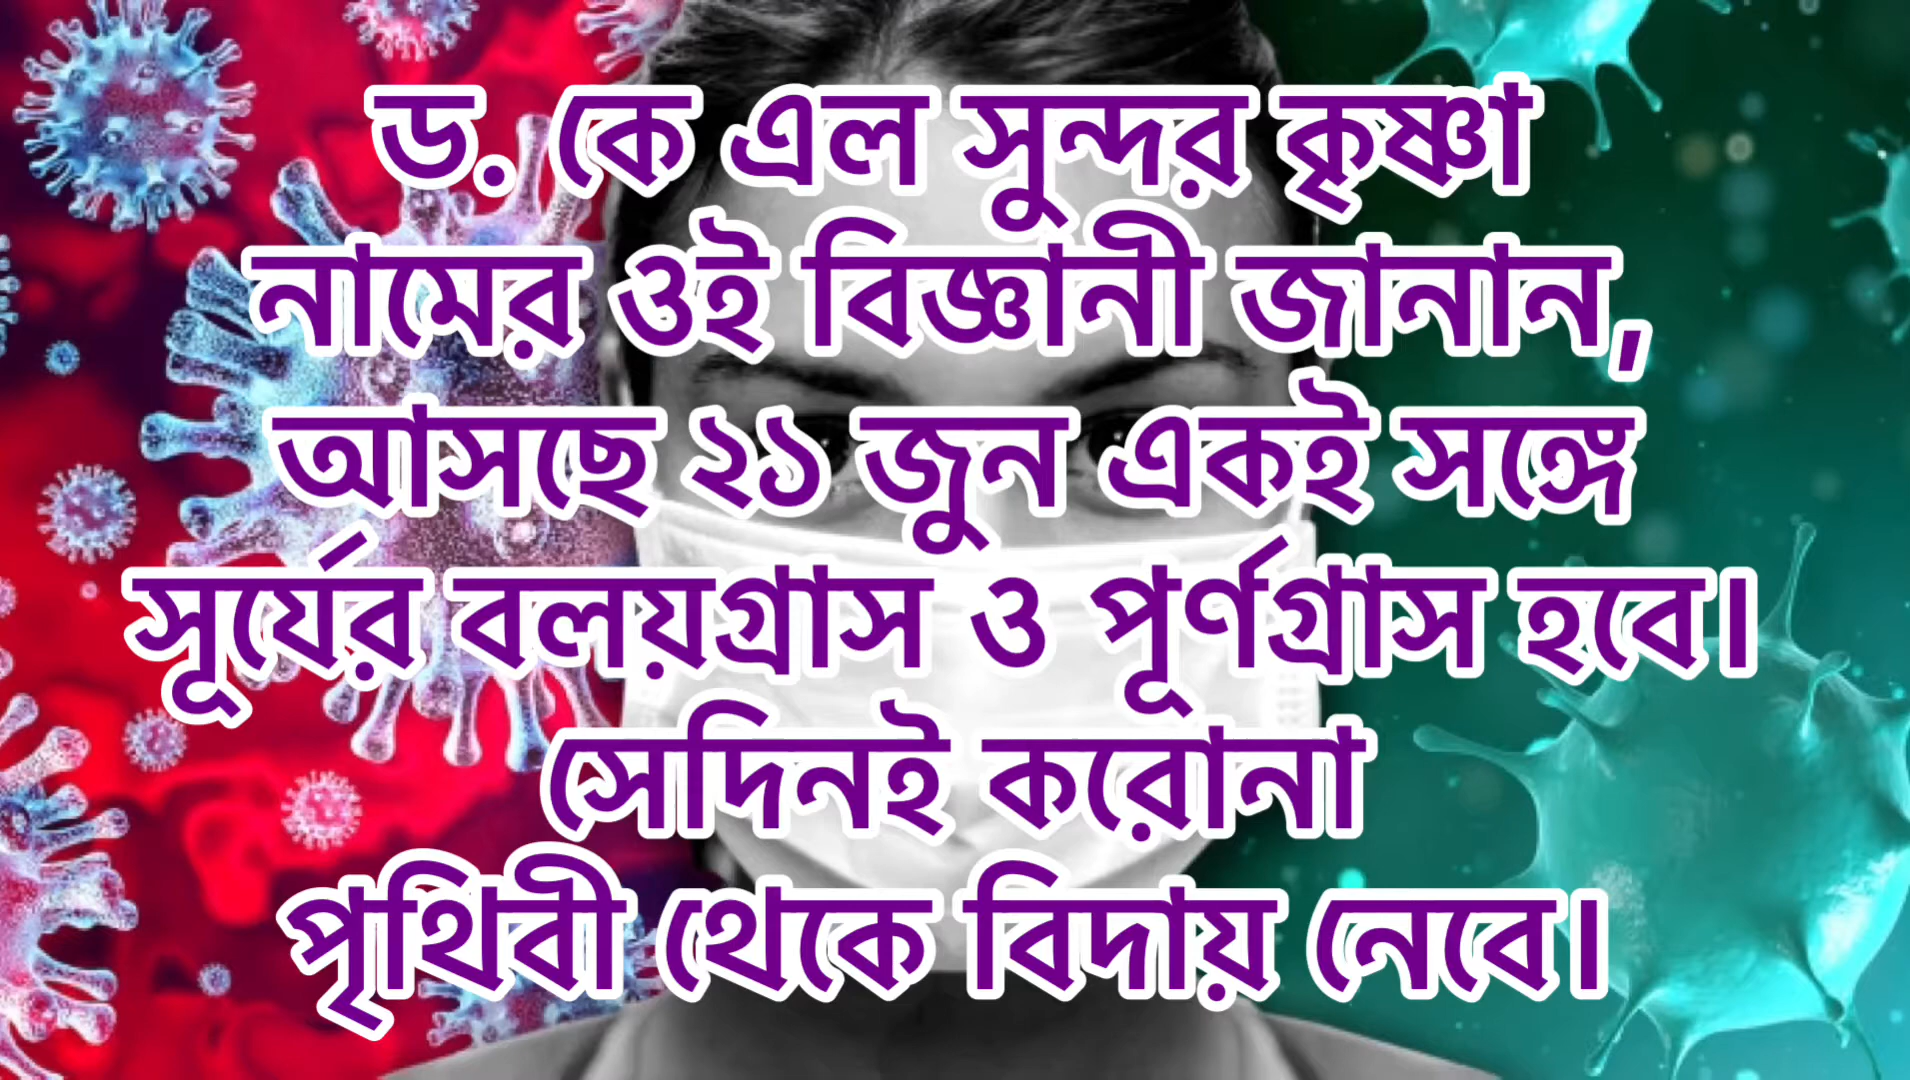 ড. কে এল সুন্দর কৃষ্ণা
নামের ওই বিজ্ঞানী জানান,
আসছে ২১ জুন একই সঙ্গে
সূর্যের বলয়গ্রাস ও পূর্ণগ্রাস হবে।
সেদিনই করোনা
পৃথিবী থেকে বিদায় নেবে।